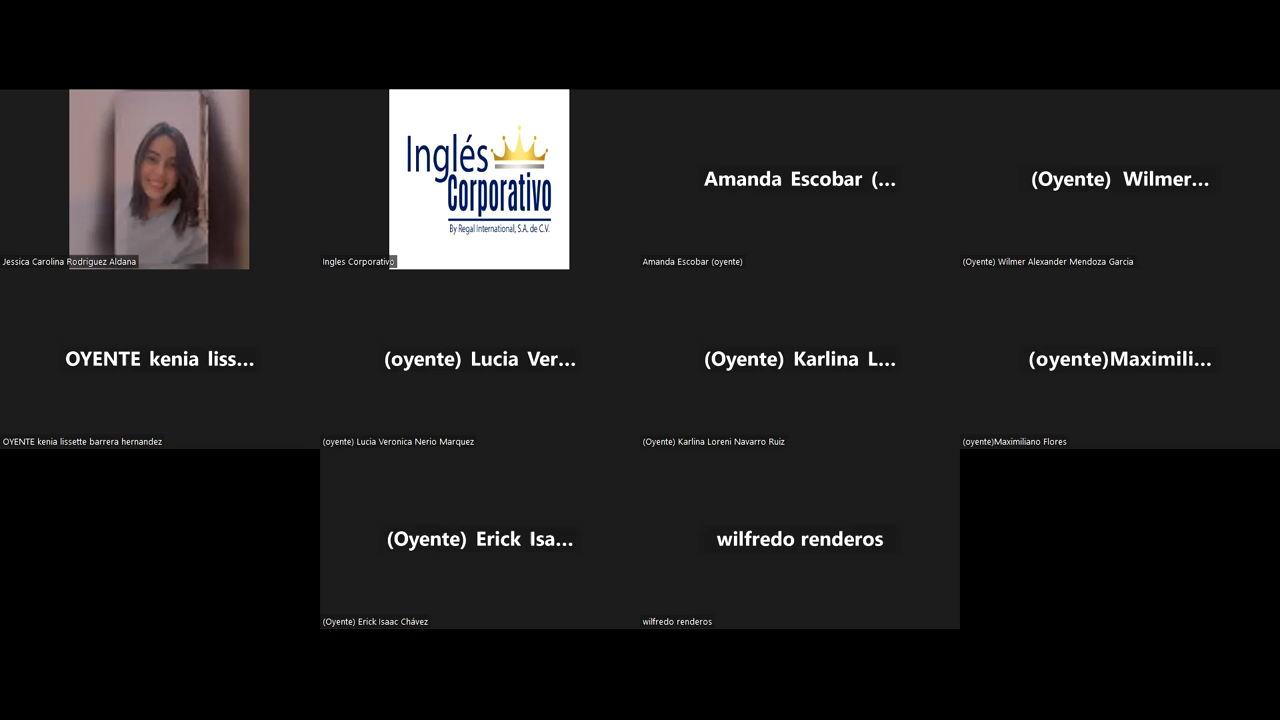 Inglés
Corporativo
By Regal International, S.A. de C.V.
Amanda Escobar (...
(Oyente) Wilmer...
Jessica Carolina Rodriguez Aldana
Ingles Corporativo
Amanda Escobar (oyente)
(Oyente) Wilmer Alexander Mendoza Garcia
OYENTE kenia liss...
(oyente) Lucia Ver...
(Oyente) Karlina L...
(oyente)Maximili...
OYENTE kenia lissette barrera hernandez
(oyente) Lucia Veronica Nerio Marquez
(Oyente) Karlina Loreni Navarro Ruiz
(oyente)Maximiliano Flores
(Oyente) Erick Isa...
wilfredo renderos
(Oyente) Erick Isaac Chávez
wilfredo renderos